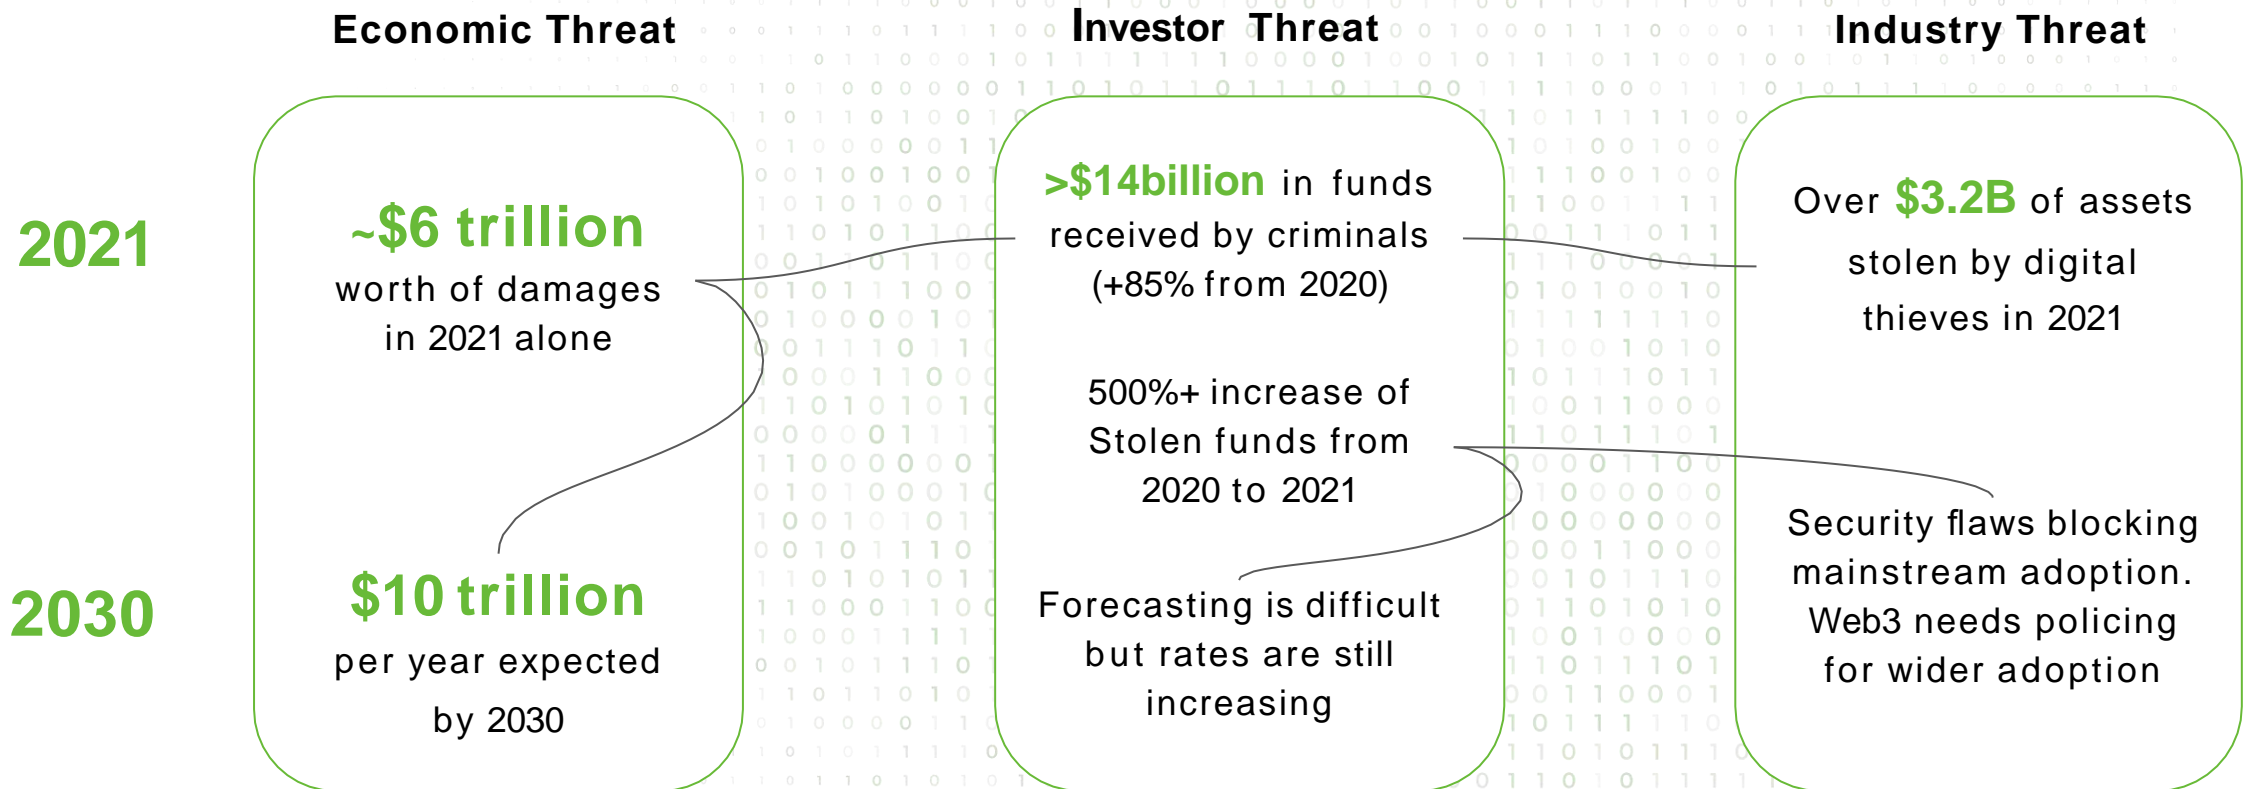 Economic Threat
Investor Threat
Industry Threat
2021
~$6 trillion
worth of damages
in 2021 alone
>$14billion in funds
received by criminals
(+85% from 2020)
500%+ increase of
Stolen funds from
2020 to 2021
Over $3.2B of assets
stolen by digital
thieves in 2021
2030
$10 trillion
per year expected
by 2030
Forecasting is difficult
but rates are still
increasing
Security flaws blocking
mainstream adoption.
Web3 needs policing
for wider adoption